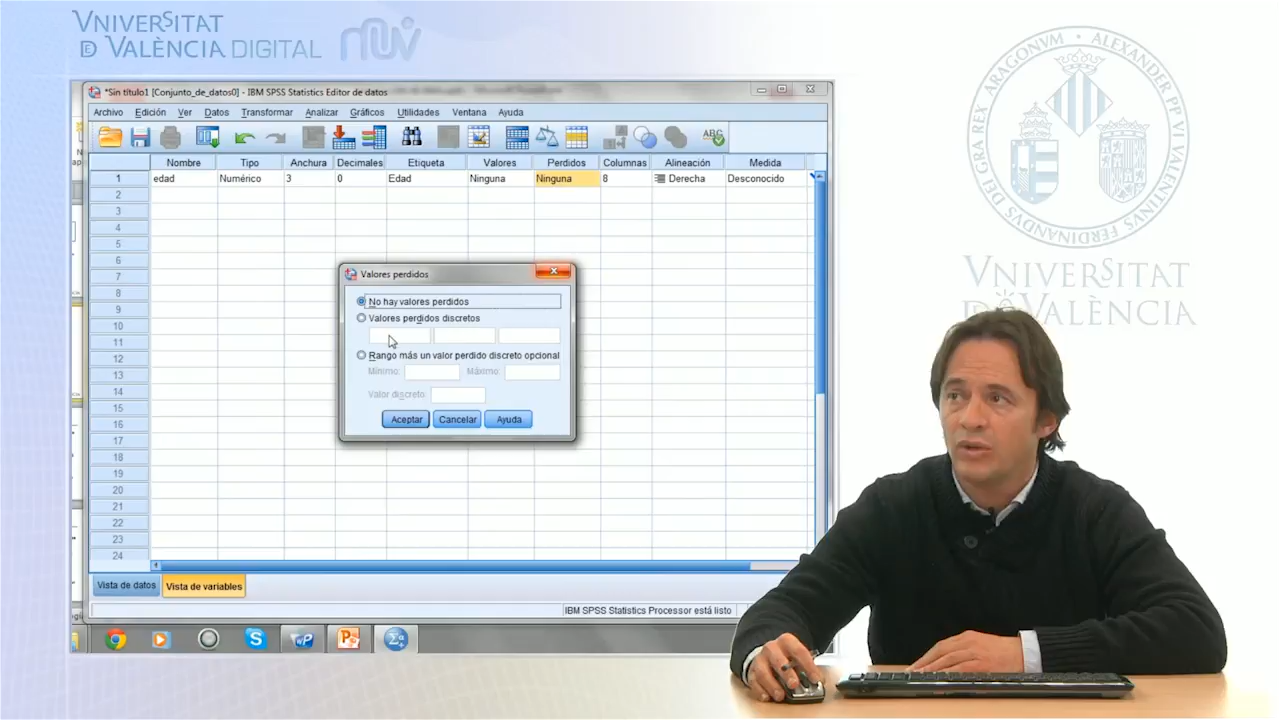 VNIVERSITAT
DE VALÈNCIA DIGITAL
*Sin título1 [Conjunto_de_datos0] - IBM SPSS Statistics Editor de datos
Archivo Edición Ver Datos Transformar Analizar Gráficos Utilidades Ventana Ayuda
Nombre Tipo Anchura Decimales Etiqueta Valores Perdidos Columnas Alineación Medida
1 edad Numérico 3 0 Edad Ninguna Ninguna 8 Derecha Desconocido
2
3
4
5
6
7
8
9
10
11
12
13
14
15
16
17
18
19
20
21
22
23
24
Valores perdidos
No hay valores perdidos
Valores perdidos discretos
Rango más un valor perdido discreto opcional
Mínimo: Máximo:
Valor discreto:
Aceptar Cancelar Ayuda
Vista de datos Vista de variables
IBM SPSS Statistics Processor está listo
VNIVERSITAT
DE VALÈNCIA